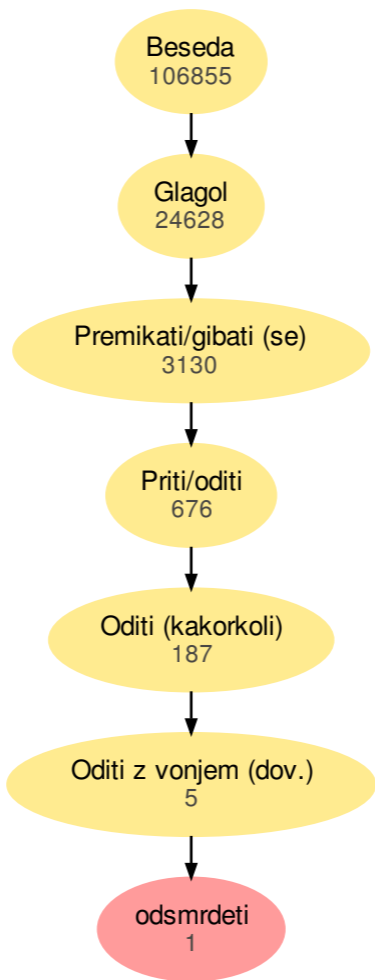 Beseda
106855
Glagol
24628
Premikati/gibati (se)
3130
Priti/oditi
676
Oditi (kakorkoli)
187
Oditi z vonjem (dov.)
5
odsmrdeti
1